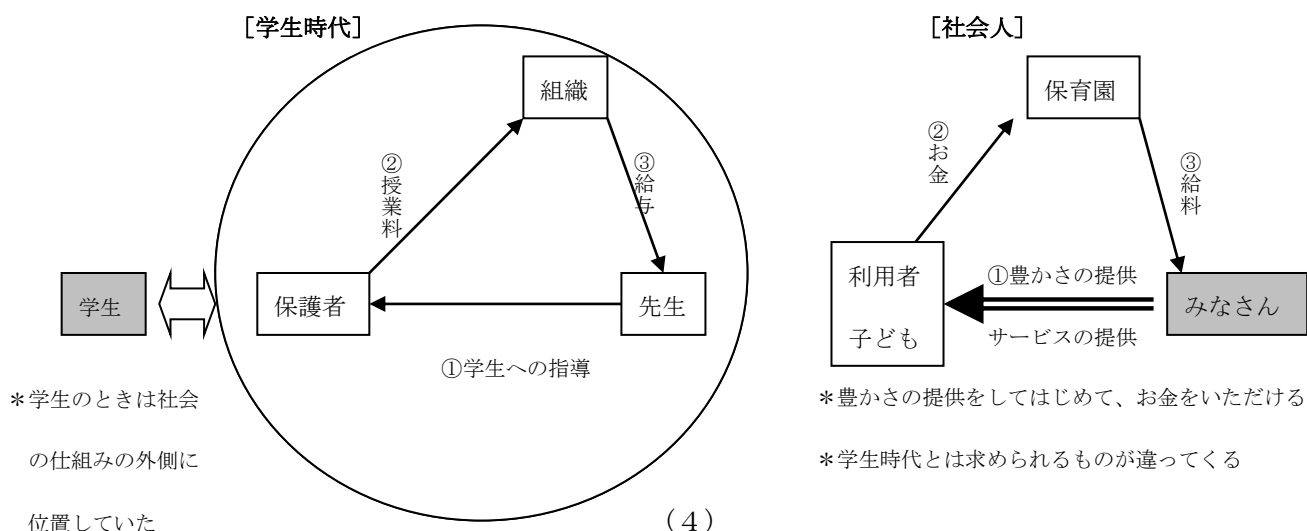 ［学生時代］
組織
②授業料
③給与
学生
保護者
先生
①学生への指導
＊学生のときは社会
の仕組みの外側に
位置していた
［社会人］
保育園
②お金
③給料
利用者
子ども
①豊かさの提供
サービスの提供
みなさん
＊豊かさの提供をしてはじめて、お金をいただける
＊学生時代とは求められるものが違ってくる
（4）